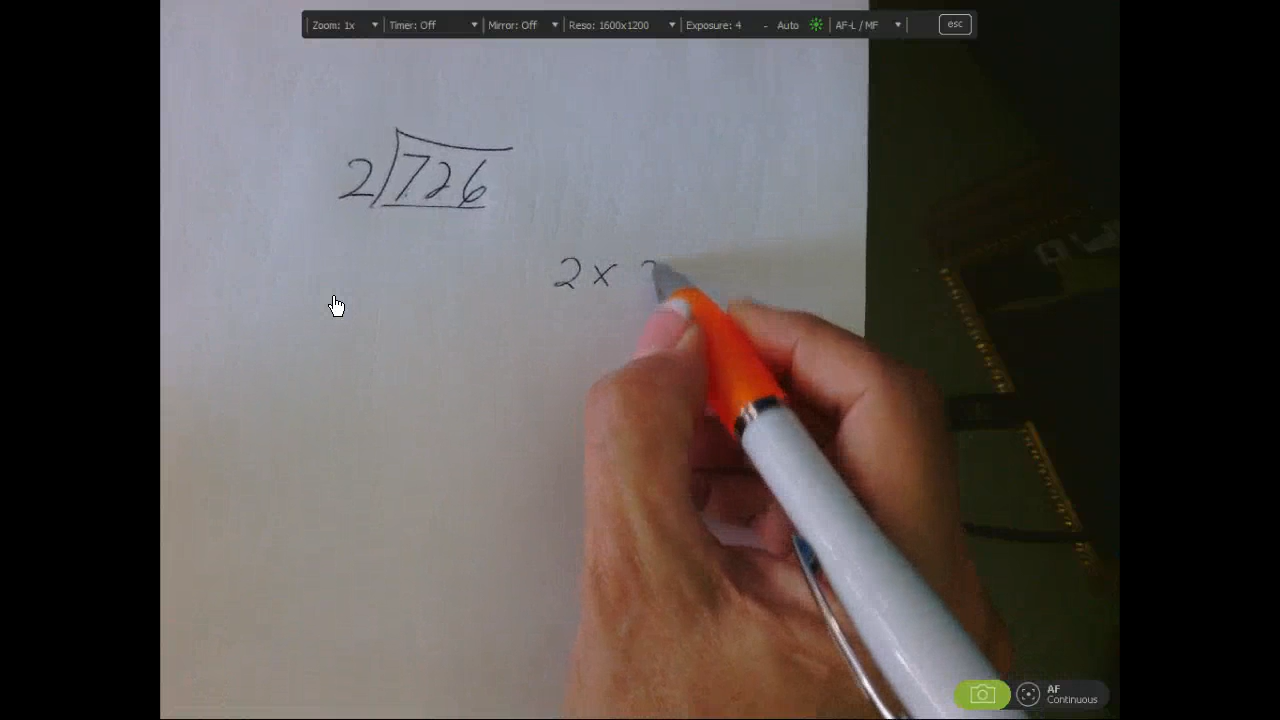 Zoom: 1x Timer: Off Mirror: Off Reso: 1600x1200 Exposure: 4 - Auto AF-L / MF esc
2)726
2 x
AF
Continuous